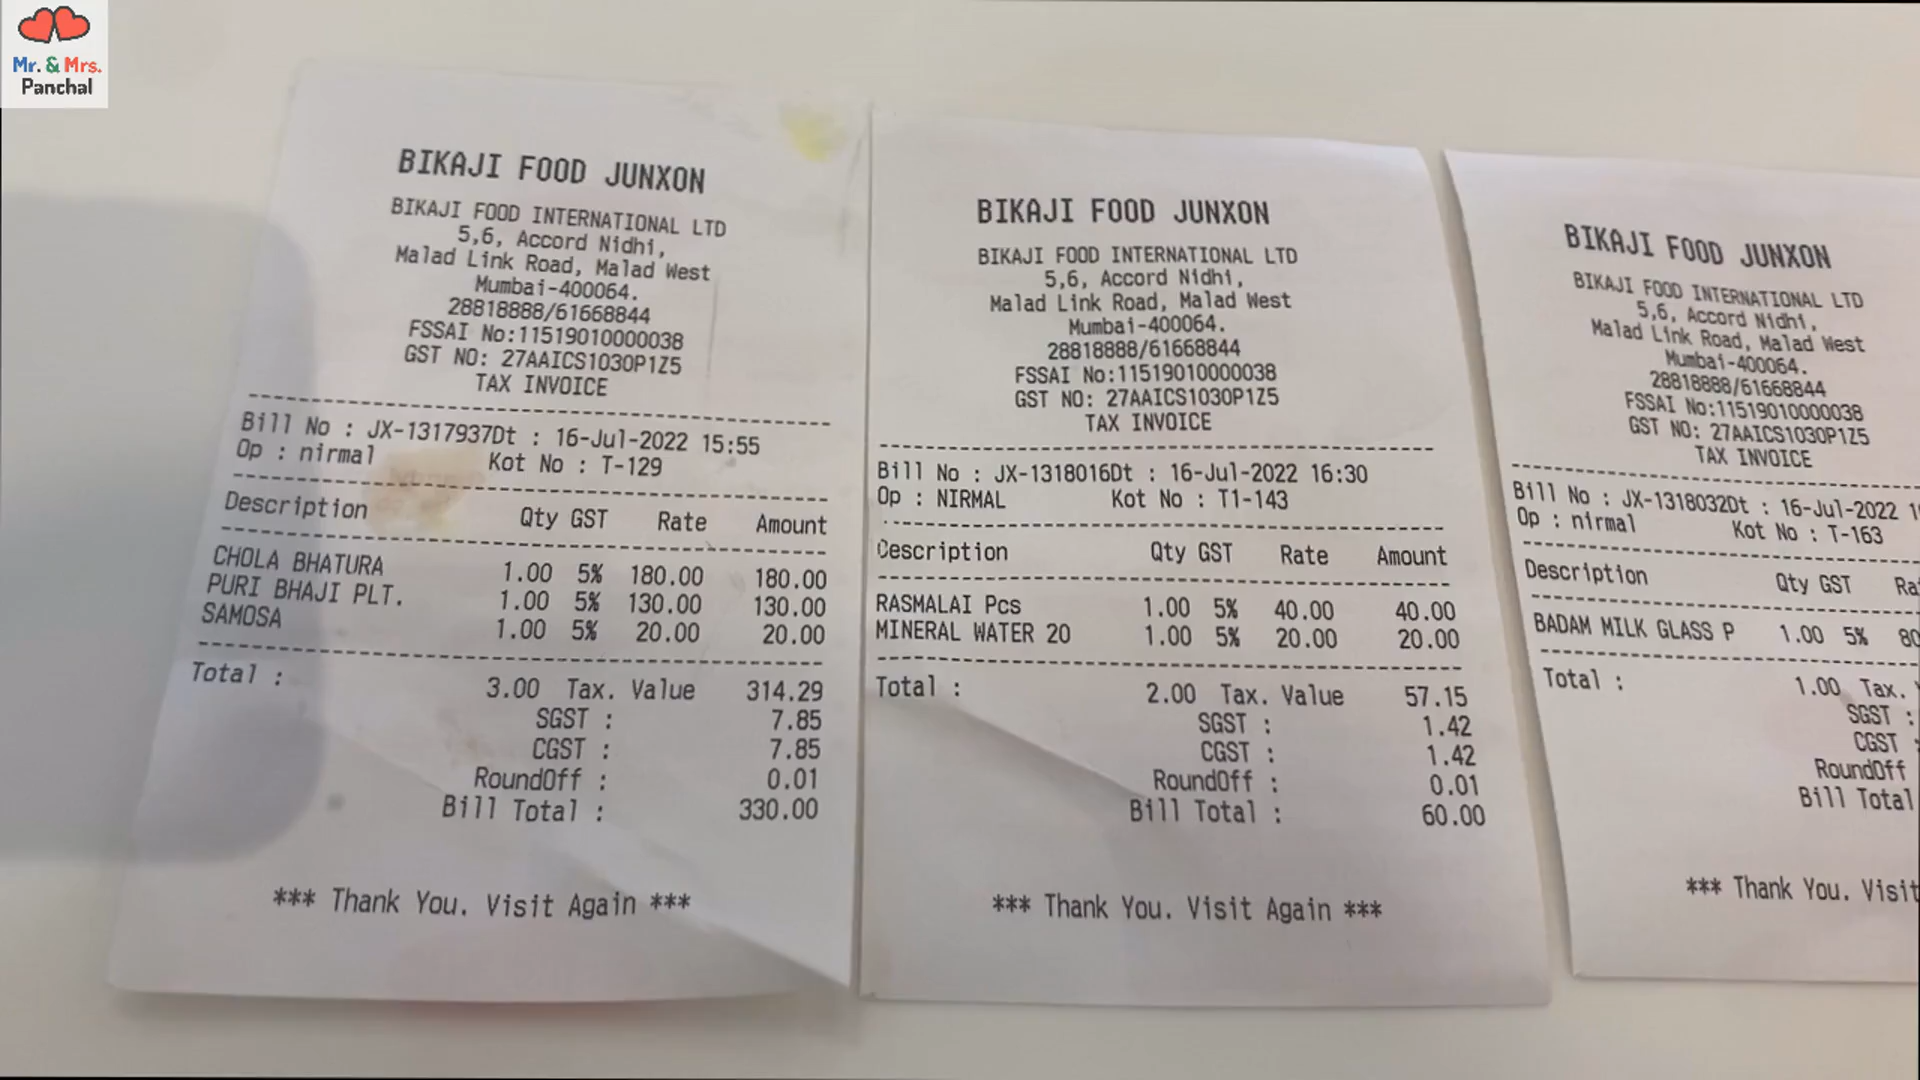 Mr. & Mrs.
Panchal
BIKAJI FOOD JUNXON
BIKAJI FOOD INTERNATIONAL LTD
5,6, Accord Nidhi,
Malad Link Road, Malad West
Mumbai-400064.
28818888/61668844
FSSAI No:11519010000038
GST NO: 27AAICS1030P1Z5
TAX INVOICE
Bill No : JX-1317937Dt : 16-Jul-2022 15:55
Op : nirmal Kot No : T-129
Description Qty GST Rate Amount
CHOLA BHATURA 1.00 5% 180.00 180.00
PURI BHAJI PLT. 1.00 5% 130.00 130.00
SAMOSA 1.00 5% 20.00 20.00
Total : 3.00 Tax. Value 314.29
SGST : 7.85
CGST : 7.85
RoundOff : 0.01
Bill Total : 330.00
*** Thank You. Visit Again ***
BIKAJI FOOD JUNXON
BIKAJI FOOD INTERNATIONAL LTD
5,6, Accord Nidhi,
Malad Link Road, Malad West
Mumbai-400064.
28818888/61668844
FSSAI No:11519010000038
GST NO: 27AAICS1030P1Z5
TAX INVOICE
Bill No : JX-1318016Dt : 16-Jul-2022 16:30
Op : NIRMAL Kot No : T1-143
Description Qty GST Rate Amount
RASMALAI Pcs 1.00 5% 40.00 40.00
MINERAL WATER 20 1.00 5% 20.00 20.00
Total : 2.00 Tax. Value 57.15
SGST : 1.42
CGST : 1.42
RoundOff : 0.01
Bill Total : 60.00
*** Thank You. Visit Again ***
BIKAJI FOOD JUNXON
BIKAJI FOOD INTERNATIONAL LTD
5,6, Accord Nidhi,
Malad Link Road, Malad West
Mumbai-400064.
28818888/61668844
FSSAI No:11519010000038
GST NO: 27AAICS1030P1Z5
TAX INVOICE
Bill No : JX-1318032Dt : 16-Jul-2022
Op : nirmal Kot No : T-163
Description Qty GST
BADAM MILK GLASS P 1.00 5%
Total : 1.00 Tax.
SGST :
CGST
RoundOff
Bill Total
*** Thank You. Visit